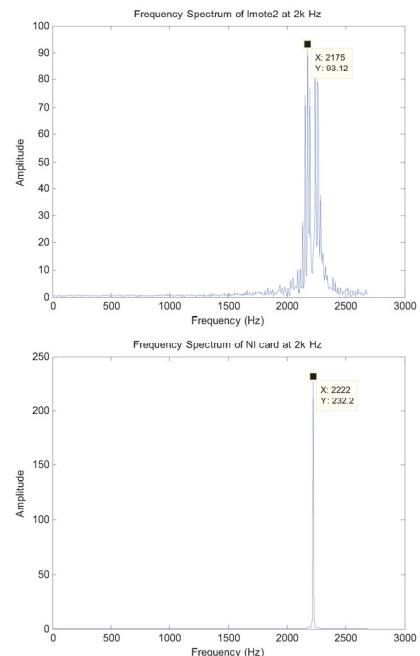 Frequency Spectrum of Imote2 at 2k Hz
100
90
80
70
60
50
40
30
20
10
0
Amplitude
X: 2175
Y: 93.12
0 500 1000 1500 2000 2500 3000
Frequency (Hz)
Frequency Spectrum of NI card at 2k Hz
250
200
150
100
50
0
Amplitude
X: 2222
Y: 232.2
0 500 1000 1500 2000 2500 3000
Frequency (Hz)